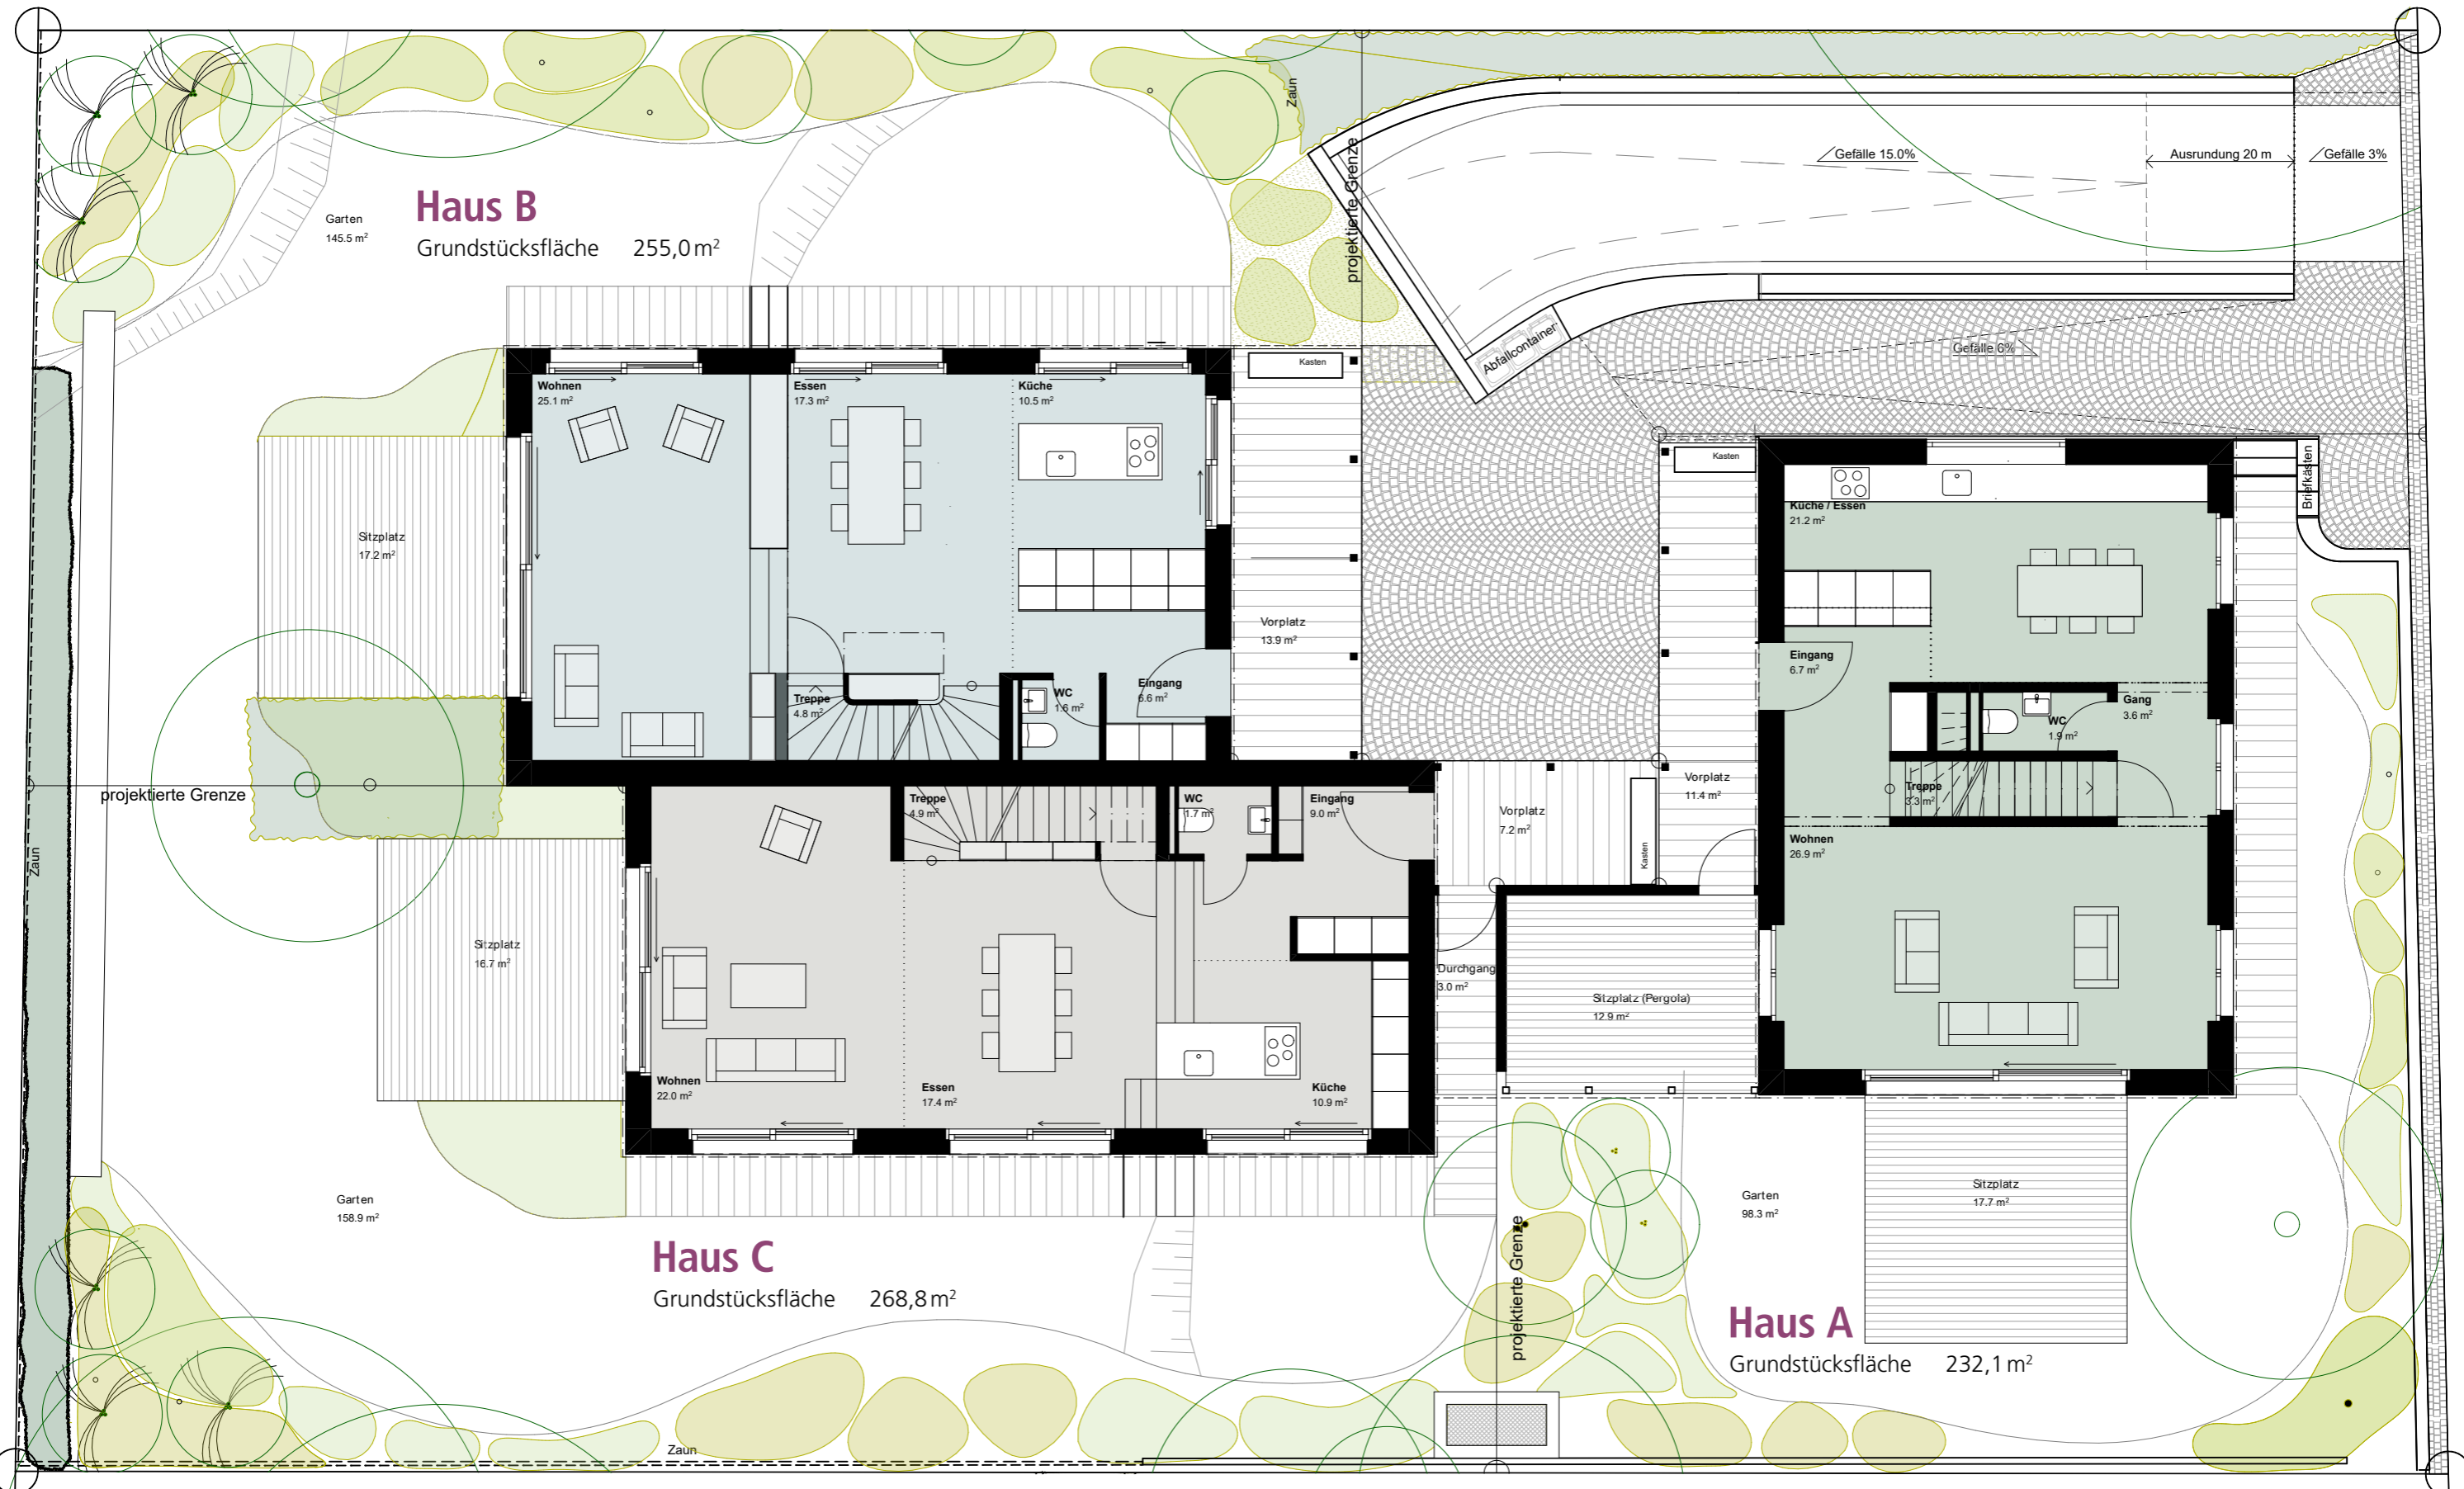 Zaun
projektierte Grenze
Gefälle 15.0%
Ausrundung 20 m
Gefälle 3%
Garten
145.5 m²
Haus B
Grundstücksfläche 255,0 m²
Abfallcontainer
Gefälle 6%
Wohnen
25.1 m²
Essen
17.3 m²
Küche
10.5 m²
Kasten
Kasten
Briefkästen
Küche / Essen
21.2 m²
Sitzplatz
17.2 m²
Vorplatz
13.9 m²
Eingang
6.7 m²
Treppe
4.8 m²
WC
1.6 m²
Eingang
6.6 m²
Gang
3.6 m²
WC
1.9 m²
projektierte Grenze
Treppe
4.9 m²
WC
1.7 m²
Eingang
9.0 m²
Vorplatz
7.2 m²
Vorplatz
11.4 m²
Treppe
3.3 m²
Zaun
Kasten
Wohnen
26.9 m²
Sitzplatz
16.7 m²
Durchgang
3.0 m²
Sitzplatz (Pergola)
12.9 m²
Wohnen
22.0 m²
Essen
17.4 m²
Küche
10.9 m²
Garten
158.9 m²
Haus C
Grundstücksfläche 268,8 m²
projektierte Grenze
Garten
98.3 m²
Sitzplatz
17.7 m²
Haus A
Grundstücksfläche 232,1 m²
Zaun